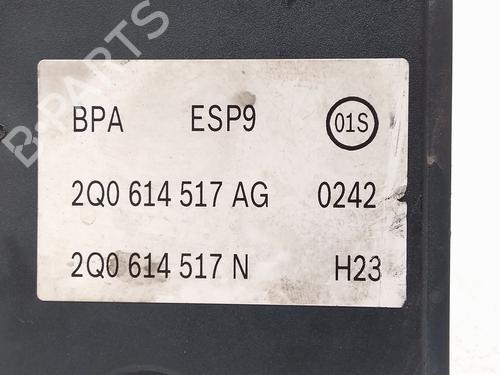 B-PARTS
BPA ESP9 01S
2Q0 614 517 AG 0242
2Q0 614 517 N H23